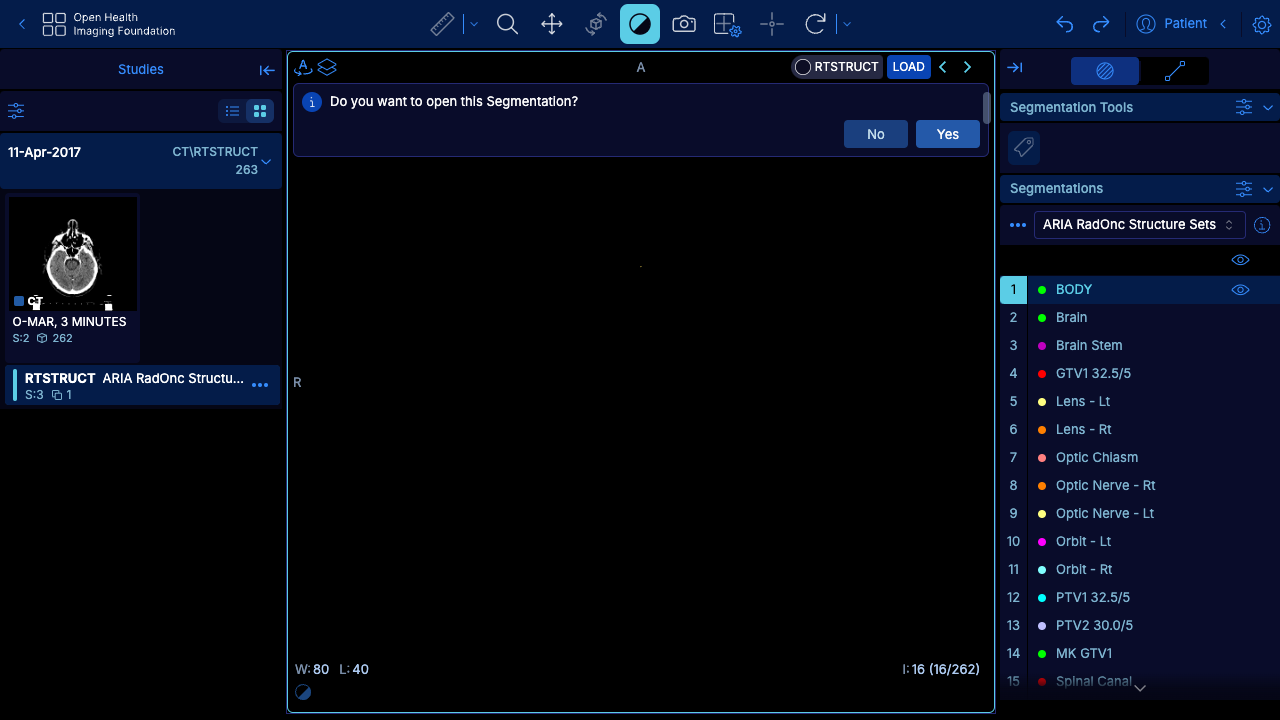 Open Health
Imaging Foundation
Patient
Studies
11-Apr-2017
CT\RTSTRUCT
263
CT
O-MAR, 3 MINUTES
S:2 262
RTSTRUCT ARIA RadOnc Structu...
S:3 1
A
RTSTRUCT LOAD
Do you want to open this Segmentation?
No Yes
R
W: 80 L: 40
I: 16 (16/262)
Segmentation Tools
Segmentations
ARIA RadOnc Structure Sets
1 BODY
2 Brain
3 Brain Stem
4 GTV1 32.5/5
5 Lens - Lt
6 Lens - Rt
7 Optic Chiasm
8 Optic Nerve - Rt
9 Optic Nerve - Lt
10 Orbit - Lt
11 Orbit - Rt
12 PTV1 32.5/5
13 PTV2 30.0/5
14 MK GTV1
15 Spinal Canal